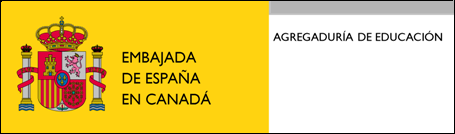 EMBAJADA
DE ESPAÑA
EN CANADÁ
AGREGADURÍA DE EDUCACIÓN